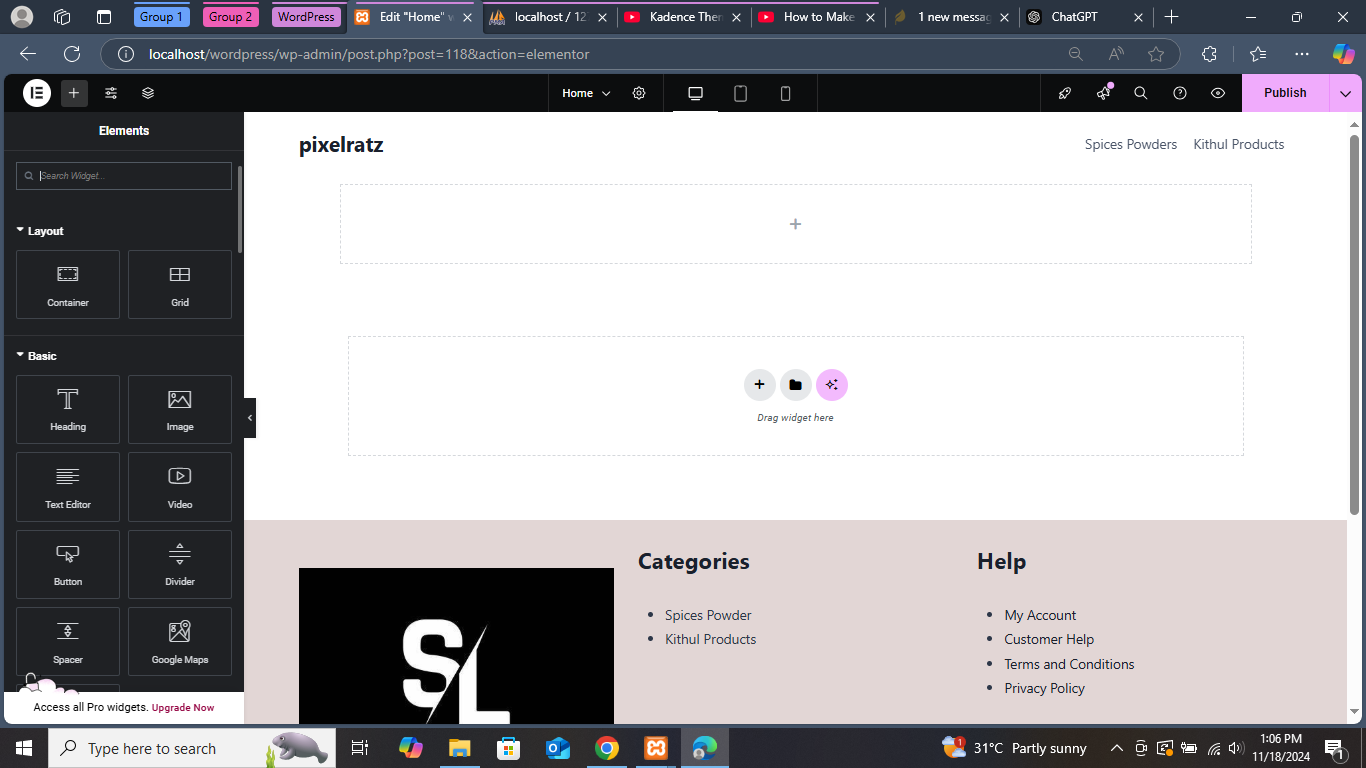 Group 1
Group 2
WordPress
Edit "Home"
localhost / 12
Kadence Then
How to Make
1 new messag
ChatGPT
localhost/wordpress/wp-admin/post.php?post=118&action=elementor
Home
Publish
Elements
Search Widget...
Layout
Container
Grid
Basic
Heading
Image
Text Editor
Video
Button
Divider
Spacer
Google Maps
Access all Pro widgets. Upgrade Now
pixelratz
Spices Powders
Kithul Products
Drag widget here
SL
Categories
Spices Powder
Kithul Products
Help
My Account
Customer Help
Terms and Conditions
Privacy Policy
Type here to search
1
31°C Partly sunny
1:06 PM
11/18/2024
1